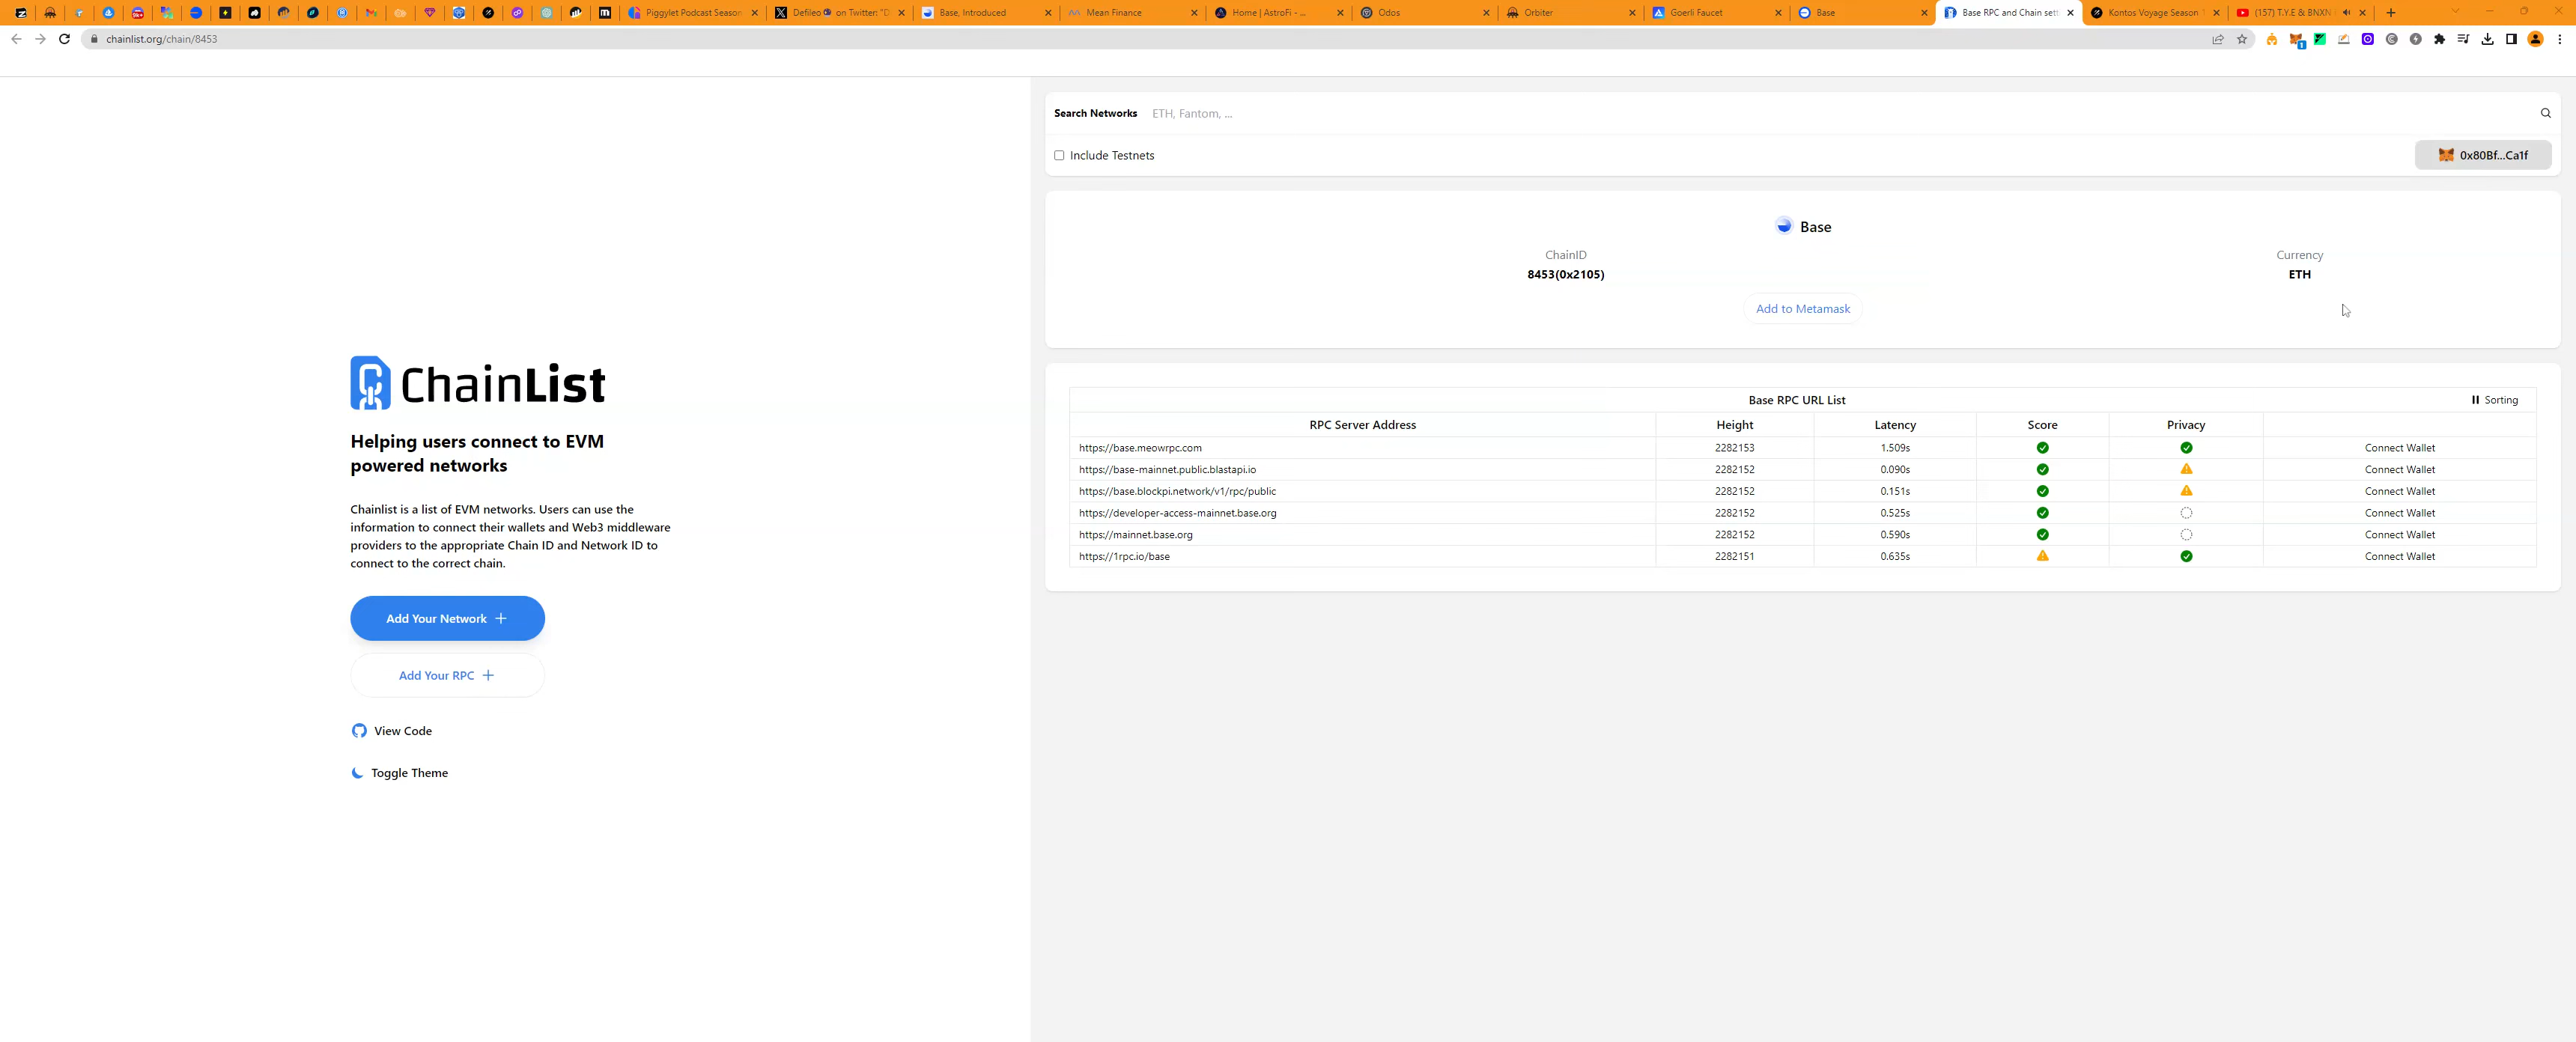 Piggylet Podcast Season
Defileo on Twitter: "D
Base, Introduced
Mean Finance
Home | AstroFi - ...
Odos
Orbiter
Goerli Faucet
Base
Base RPC and Chain sett
Kontos Voyage Season 1
(157) T.Y.E & BNXN
chainlist.org/chain/8453
Search Networks ETH, Fantom, ...
Include Testnets
0x80Bf...Ca1f
Base
ChainID
8453(0x2105)
Currency
ETH
Add to Metamask
ChainList
Helping users connect to EVM
powered networks
Chainlist is a list of EVM networks. Users can use the
information to connect their wallets and Web3 middleware
providers to the appropriate Chain ID and Network ID to
connect to the correct chain.
Add Your Network
Add Your RPC
View Code
Toggle Theme
Base RPC URL List
Sorting
RPC Server Address Height Latency Score Privacy
https://base.meowrpc.com 2282153 1.509s Connect Wallet
https://base-mainnet.public.blastapi.io 2282152 0.090s Connect Wallet
https://base.blockpi.network/v1/rpc/public 2282152 0.151s Connect Wallet
https://developer-access-mainnet.base.org 2282152 0.525s Connect Wallet
https://mainnet.base.org 2282152 0.590s Connect Wallet
https://1rpc.io/base 2282151 0.635s Connect Wallet